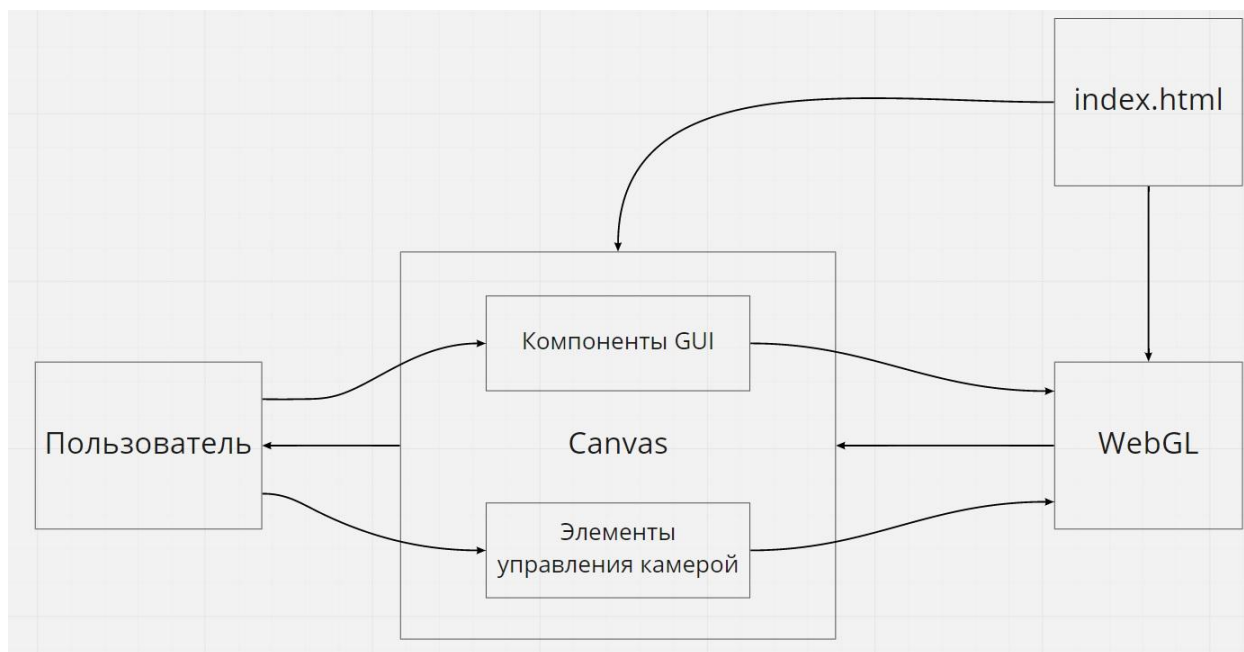 index.html
Компоненты GUI
Пользователь
Canvas
WebGL
Элементы
управления камерой